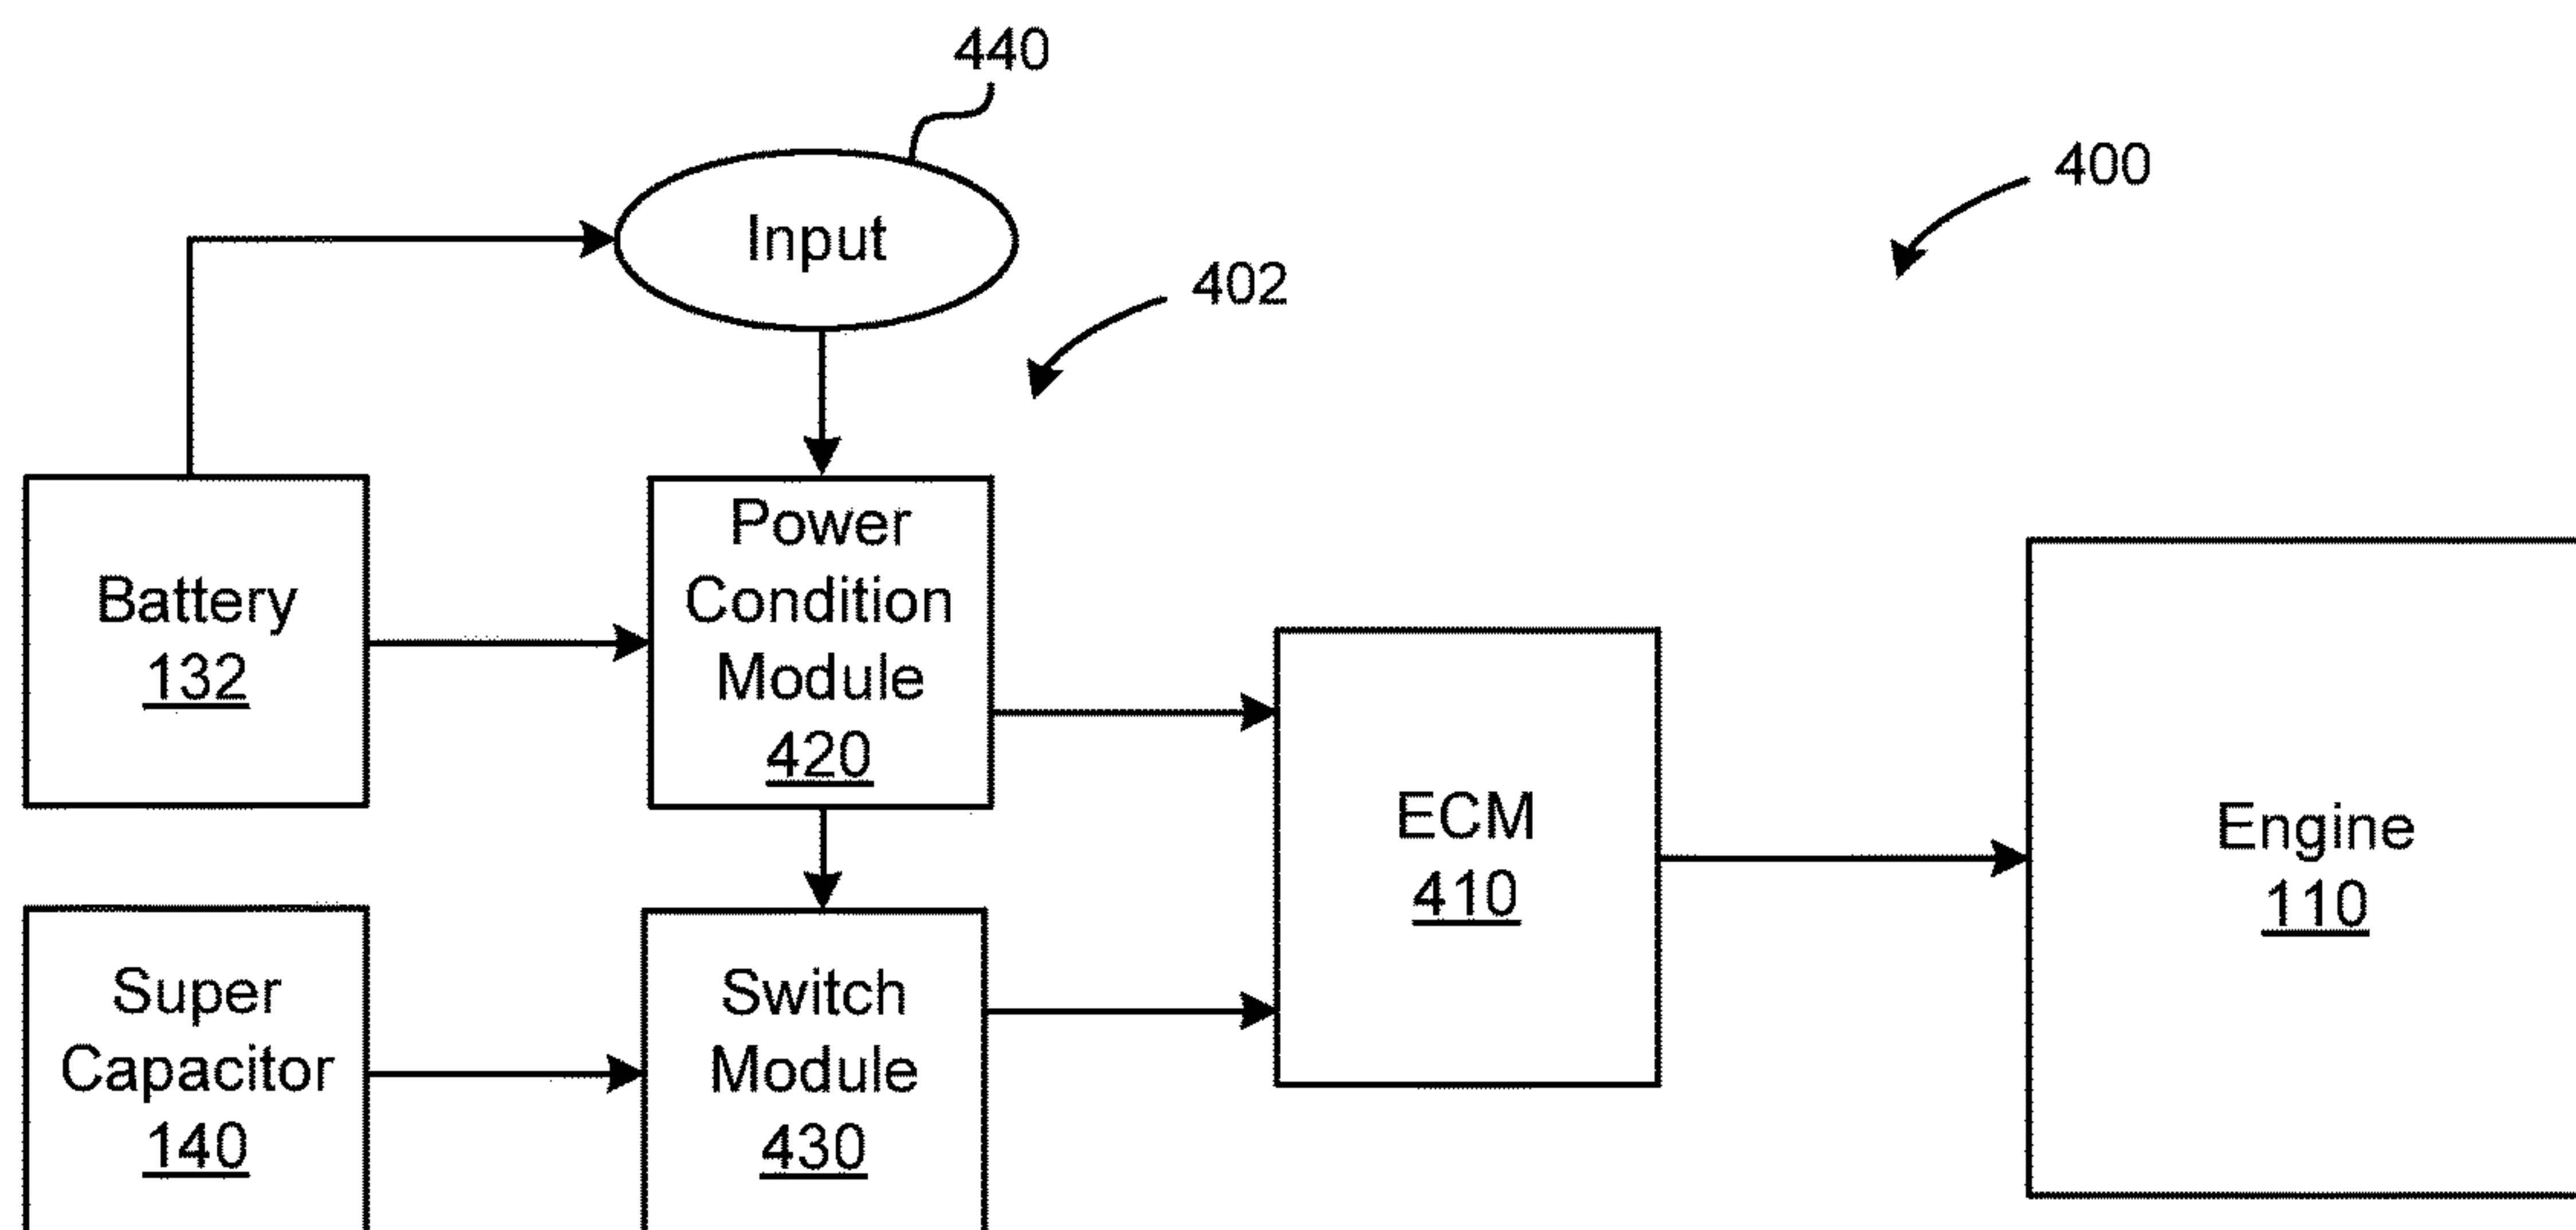 440
400
Input
402
Battery
132
Power
Condition
Module
420
ECM
410
Engine
110
Super
Capacitor
140
Switch
Module
430